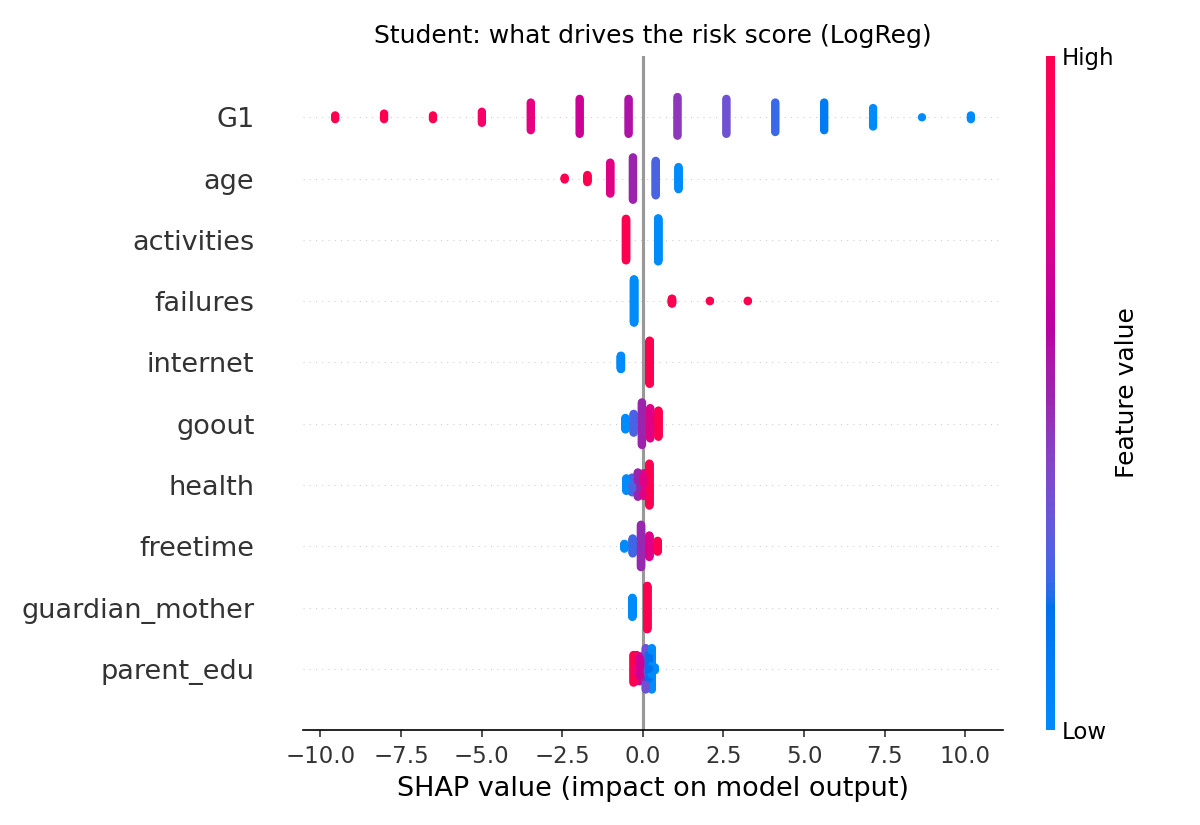 Student: what drives the risk score (LogReg)
High
G1
age
activities
failures
internet
goout
health
freetime
guardian_mother
parent_edu
Feature value
Low
−10.0 −7.5 −5.0 −2.5 0.0 2.5 5.0 7.5 10.0
SHAP value (impact on model output)